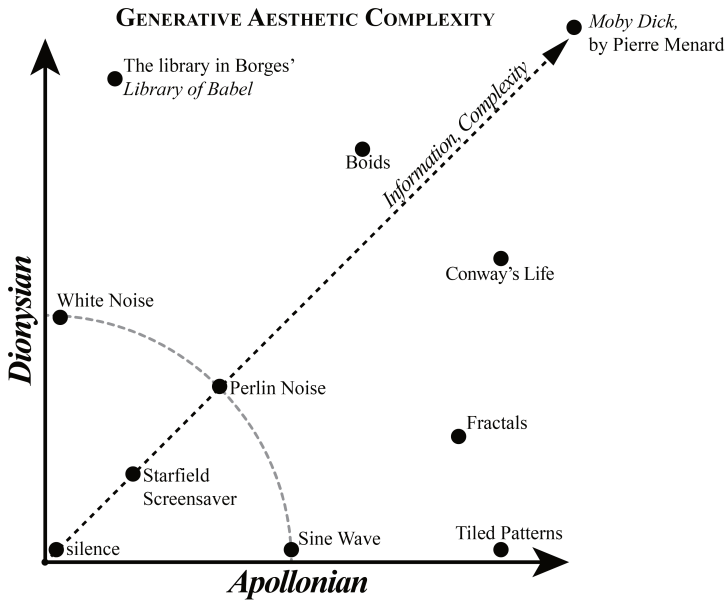 GENERATIVE AESTHETIC COMPLEXITY
Moby Dick,
by Pierre Menard
The library in Borges'
Library of Babel
Information, Complexity
Boids
Conway's Life
Dionysian
White Noise
Perlin Noise
Fractals
Starfield
Screensaver
Sine Wave
Tiled Patterns
silence
Apollonian